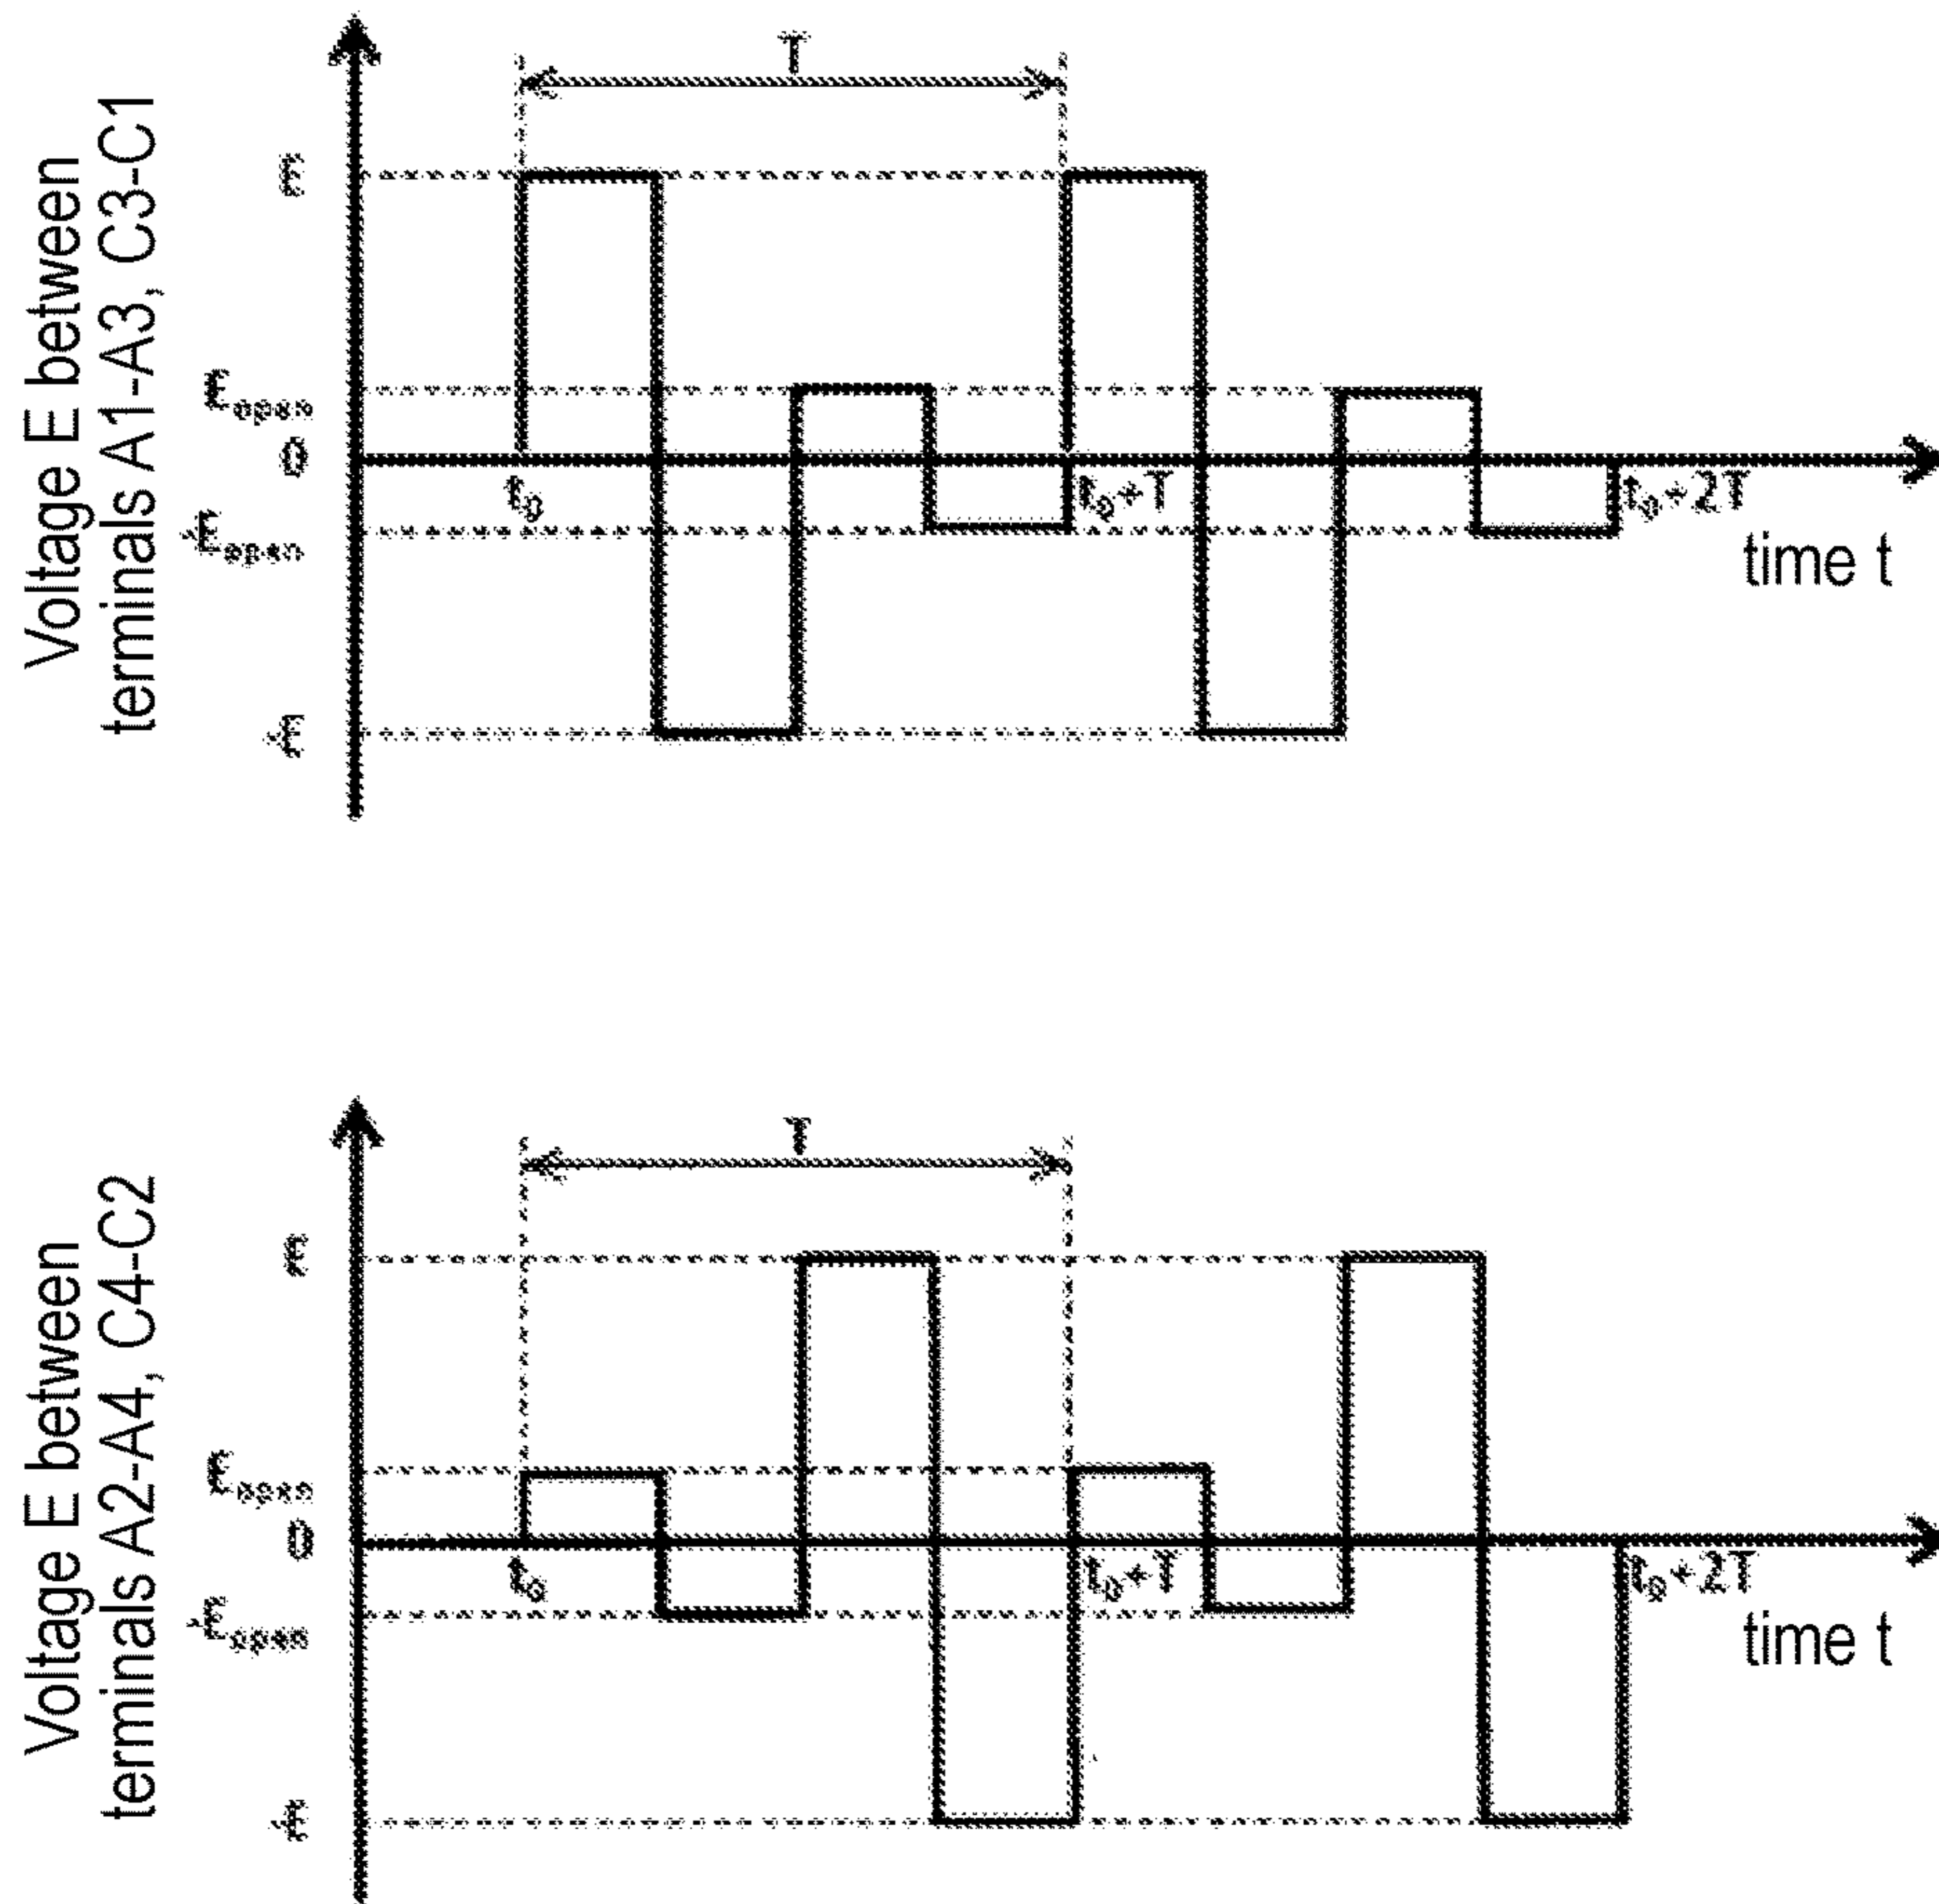 Voltage E between
terminals A1-A3, C3-C1
T
E
E_open
0
-E_open
-E
t_0
t_0+T
t_0+2T
time t
Voltage E between
terminals A2-A4, C4-C2
T
E
E_open
0
-E_open
-E
t_0
t_0+T
t_0+2T
time t